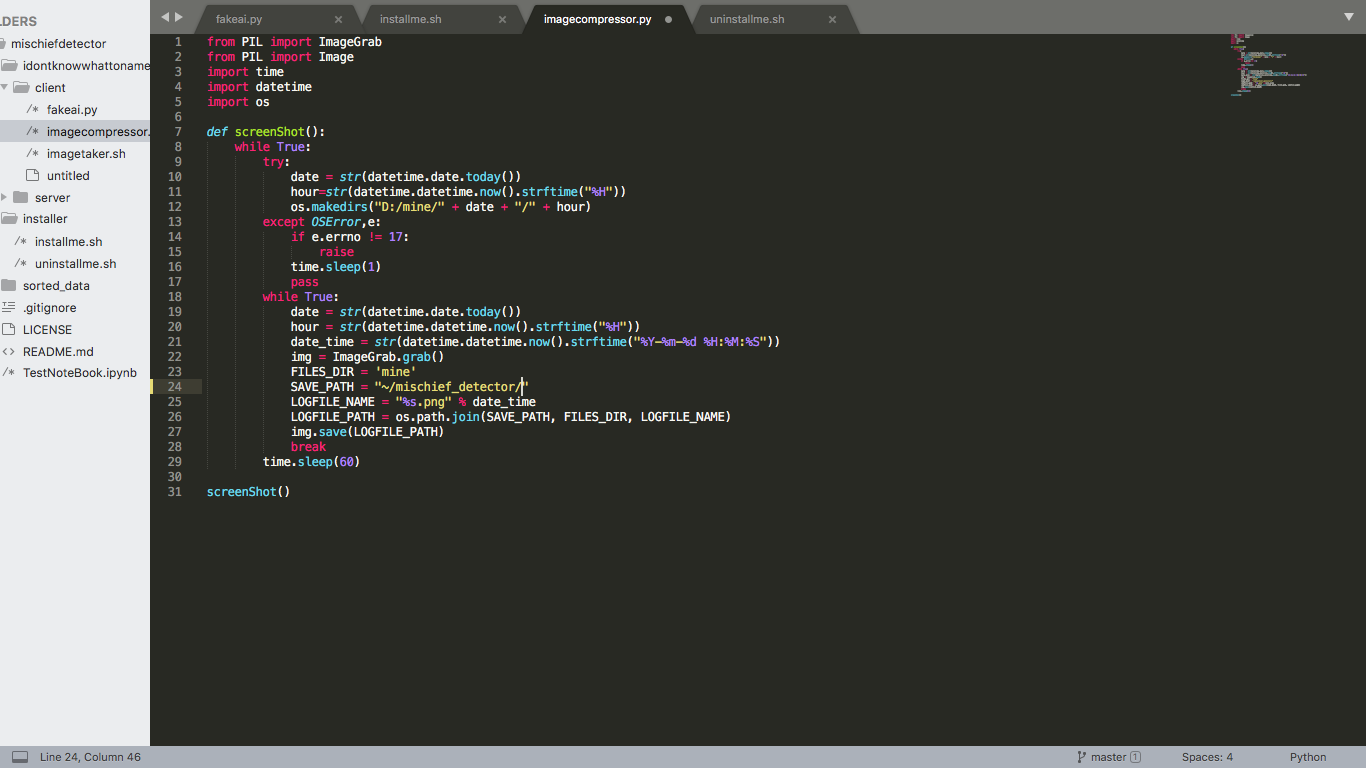 fakeai.py
installme.sh
imagecompressor.py
uninstallme.sh
LDERS
mischiefdetector
idontknowwhattoname
client
/* fakeai.py
/* imagecompressor.
/* imagetaker.sh
untitled
server
installer
/* installme.sh
/* uninstallme.sh
sorted_data
.gitignore
LICENSE
<> README.md
/* TestNoteBook.ipynb
1 from PIL import ImageGrab
2 from PIL import Image
3 import time
4 import datetime
5 import os
6
7 def screenShot():
8 while True:
9 try:
10 date = str(datetime.date.today())
11 hour=str(datetime.datetime.now().strftime("%H"))
12 os.makedirs("D:/mine/" + date + "/" + hour)
13 except OSError,e:
14 if e.errno != 17:
15 raise
16 time.sleep(1)
17 pass
18 while True:
19 date = str(datetime.date.today())
20 hour = str(datetime.datetime.now().strftime("%H"))
21 date_time = str(datetime.datetime.now().strftime("%Y-%m-%d %H:%M:%S"))
22 img = ImageGrab.grab()
23 FILES_DIR = 'mine'
24 SAVE_PATH = "~/mischief_detector/"
25 LOGFILE_NAME = "%s.png" % date_time
26 LOGFILE_PATH = os.path.join(SAVE_PATH, FILES_DIR, LOGFILE_NAME)
27 img.save(LOGFILE_PATH)
28 break
29 time.sleep(60)
30
31 screenShot()
Line 24, Column 46
master 1
Spaces: 4
Python